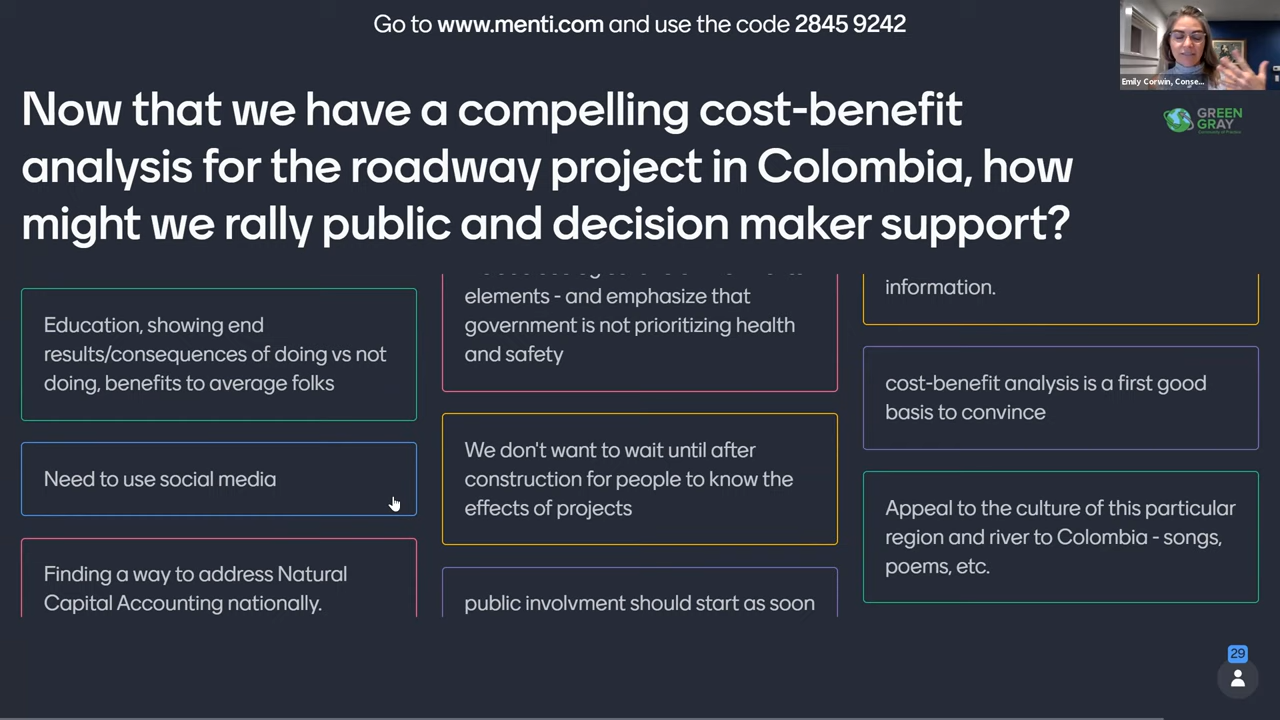 Go to www.menti.com and use the code 2845 9242
Emily Corwin, Conse...
GREEN
GRAY
Now that we have a compelling cost-benefit
analysis for the roadway project in Colombia, how
might we rally public and decision maker support?
Education, showing end
results/consequences of doing vs not
doing, benefits to average folks
Need to use social media
Finding a way to address Natural
Capital Accounting nationally.
elements - and emphasize that
government is not prioritizing health
and safety
We don't want to wait until after
construction for people to know the
effects of projects
public involvment should start as soon
information.
cost-benefit analysis is a first good
basis to convince
Appeal to the culture of this particular
region and river to Colombia - songs,
poems, etc.
29